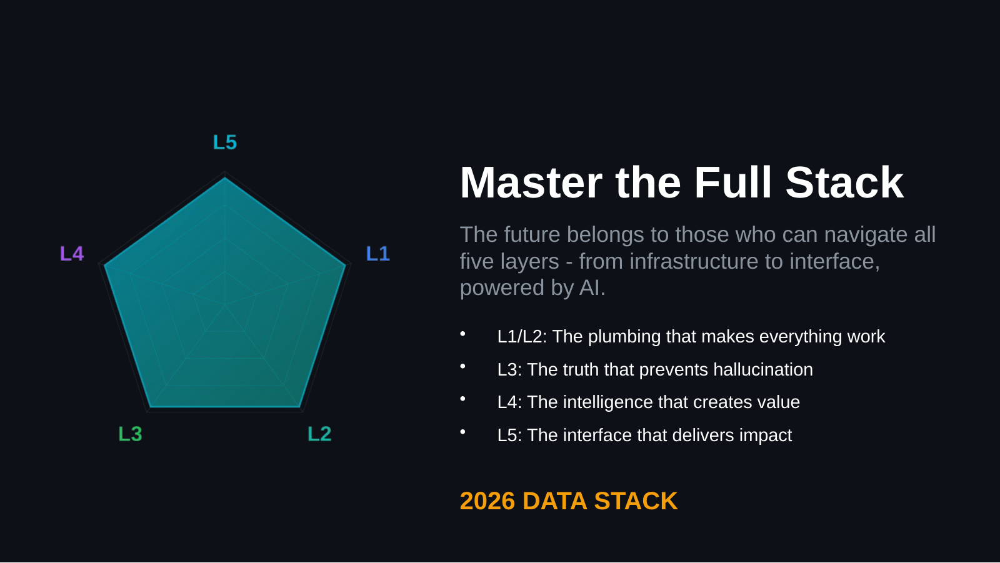 L5
L4
L1
L3
L2
Master the Full Stack
The future belongs to those who can navigate all
five layers - from infrastructure to interface,
powered by AI.
• L1/L2: The plumbing that makes everything work
• L3: The truth that prevents hallucination
• L4: The intelligence that creates value
• L5: The interface that delivers impact
2026 DATA STACK